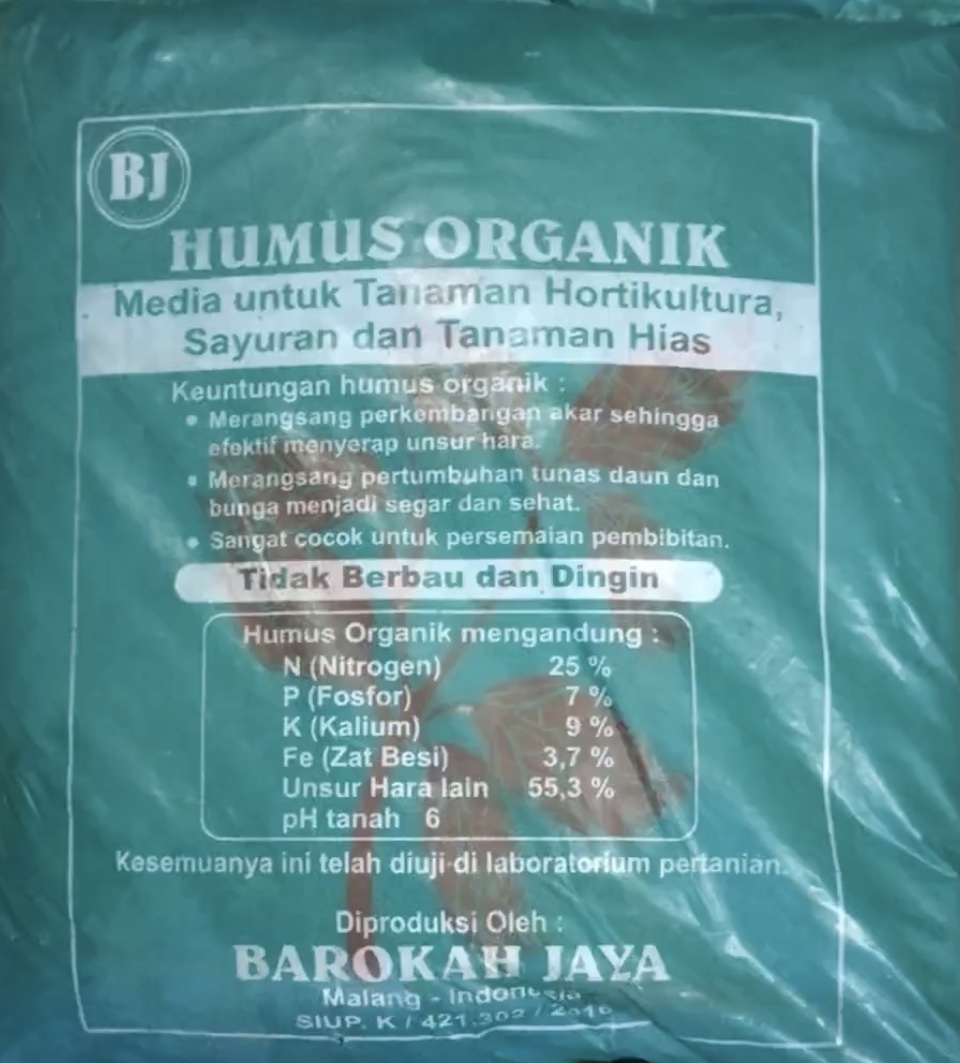 BJ
HUMUS ORGANIK
Media untuk Tanaman Hortikultura,
Sayuran dan Tanaman Hias
Keuntungan humus organik :
• Merangsang perkembangan akar sehingga
efektif menyerap unsur hara.
• Merangsang pertumbuhan tunas daun dan
bunga menjadi segar dan sehat.
• Sangat cocok untuk persemaian pembibitan.
Tidak Berbau dan Dingin
Humus Organik mengandung :
N (Nitrogen) 25 %
P (Fosfor) 7 %
K (Kalium) 9 %
Fe (Zat Besi) 3,7 %
Unsur Hara lain 55,3 %
pH tanah 6
Kesemuanya ini telah diuji di laboratorium pertanian.
Diproduksi Oleh :
BAROKAH JAYA
Malang - Indonesia
SIUP. K / 421.302 /